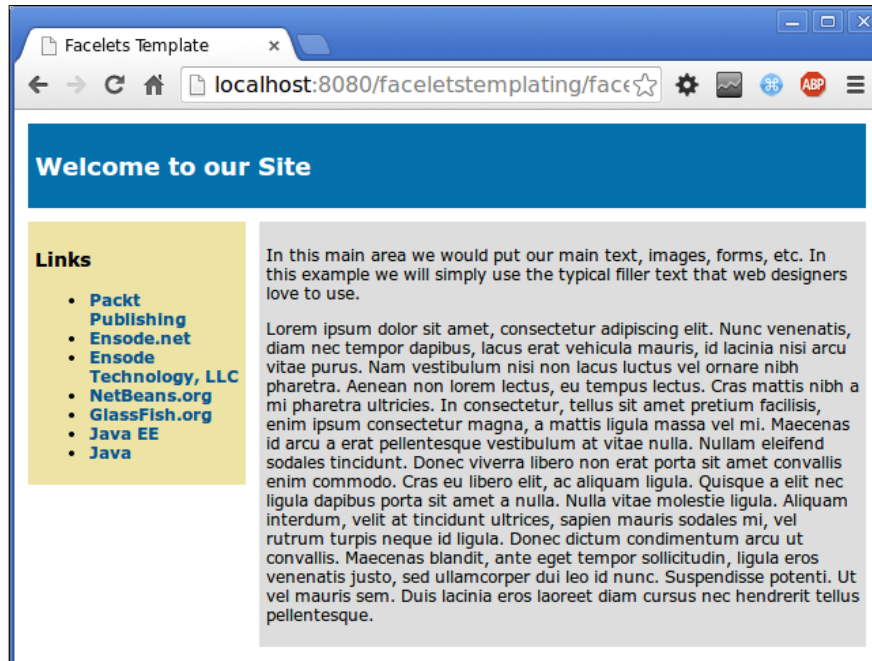 Facelets Template
localhost:8080/faceletstemplating/face
ABP
Welcome to our Site
Links
Packt
Publishing
Ensode.net
Ensode
Technology, LLC
NetBeans.org
GlassFish.org
Java EE
Java
In this main area we would put our main text, images, forms, etc. In
this example we will simply use the typical filler text that web designers
love to use.
Lorem ipsum dolor sit amet, consectetur adipiscing elit. Nunc venenatis,
diam nec tempor dapibus, lacus erat vehicula mauris, id lacinia nisi arcu
vitae purus. Nam vestibulum nisi non lacus luctus vel ornare nibh
pharetra. Aenean non lorem lectus, eu tempus lectus. Cras mattis nibh a
mi pharetra ultricies. In consectetur, tellus sit amet pretium facilisis,
enim ipsum consectetur magna, a mattis ligula massa vel mi. Maecenas
id arcu a erat pellentesque vestibulum at vitae nulla. Nullam eleifend
sodales tincidunt. Donec viverra libero non erat porta sit amet convallis
enim commodo. Cras eu libero elit, ac aliquam ligula. Quisque a elit nec
ligula dapibus porta sit amet a nulla. Nulla vitae molestie ligula. Aliquam
interdum, velit at tincidunt ultrices, sapien mauris sodales mi, vel
rutrum turpis neque id ligula. Donec dictum condimentum arcu ut
convallis. Maecenas blandit, ante eget tempor sollicitudin, ligula eros
venenatis justo, sed ullamcorper dui leo id nunc. Suspendisse potenti. Ut
vel mauris sem. Duis lacinia eros laoreet diam cursus nec hendrerit tellus
pellentesque.